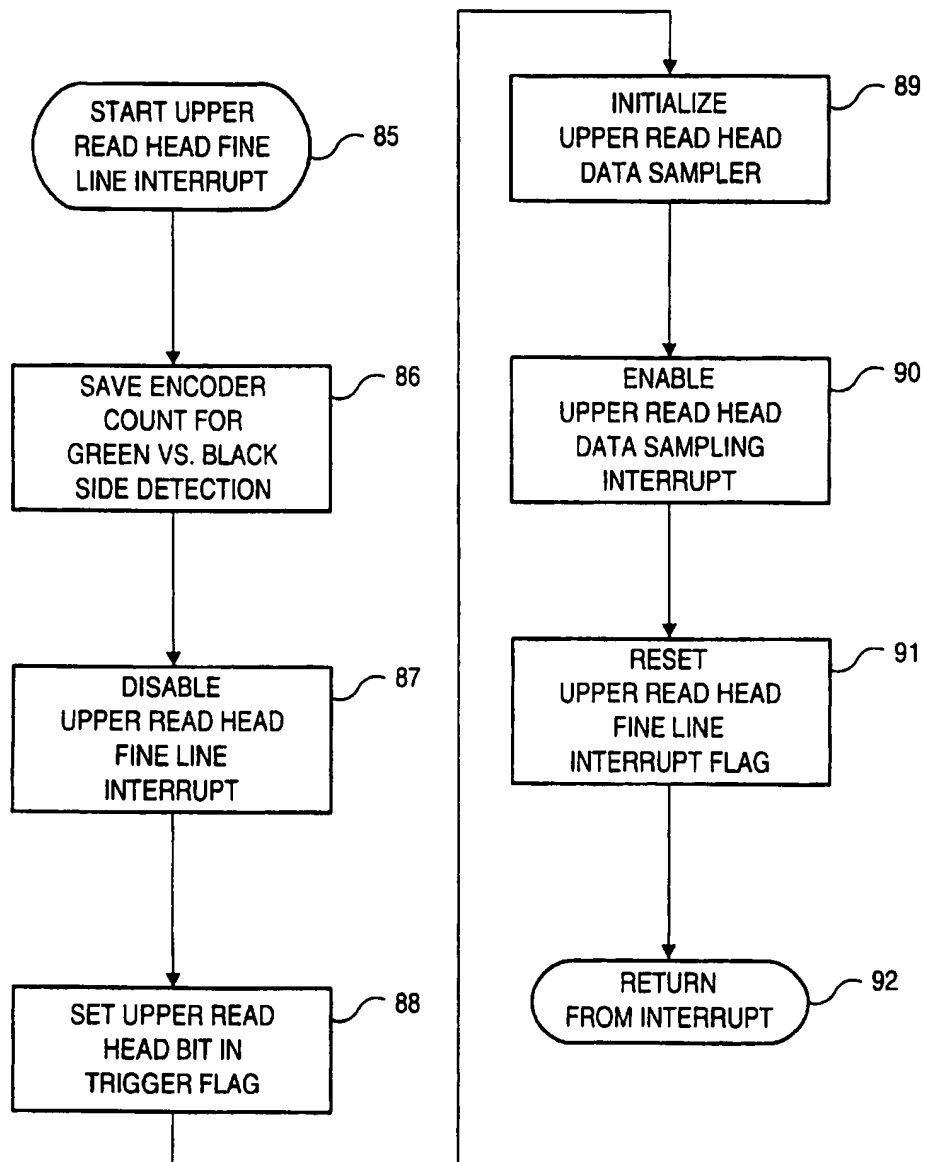 START UPPER
READ HEAD FINE
LINE INTERRUPT
85
SAVE ENCODER
COUNT FOR
GREEN VS. BLACK
SIDE DETECTION
86
DISABLE
UPPER READ HEAD
FINE LINE
INTERRUPT
87
SET UPPER READ
HEAD BIT IN
TRIGGER FLAG
88
INITIALIZE
UPPER READ HEAD
DATA SAMPLER
89
ENABLE
UPPER READ HEAD
DATA SAMPLING
INTERRUPT
90
RESET
UPPER READ HEAD
FINE LINE
INTERRUPT FLAG
91
RETURN
FROM INTERRUPT
92